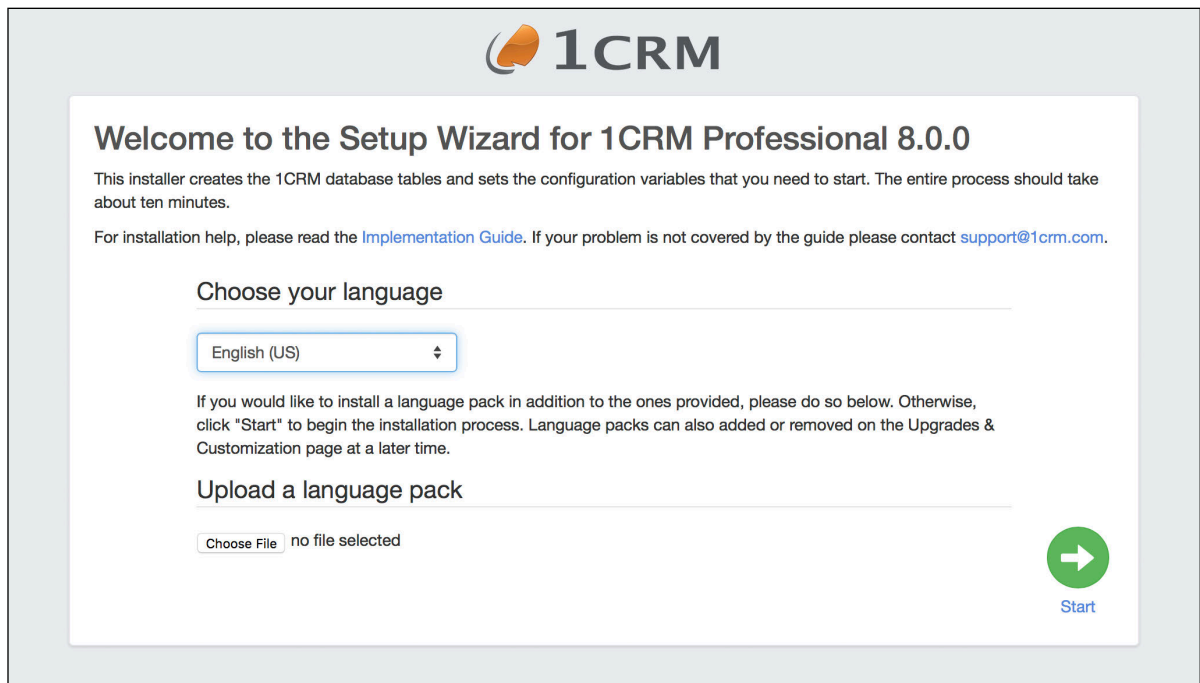 1CRM
Welcome to the Setup Wizard for 1CRM Professional 8.0.0
This installer creates the 1CRM database tables and sets the configuration variables that you need to start. The entire process should take
about ten minutes.
For installation help, please read the Implementation Guide. If your problem is not covered by the guide please contact support@1crm.com.
Choose your language
English (US)
If you would like to install a language pack in addition to the ones provided, please do so below. Otherwise,
click "Start" to begin the installation process. Language packs can also added or removed on the Upgrades &
Customization page at a later time.
Upload a language pack
Choose File no file selected
Start